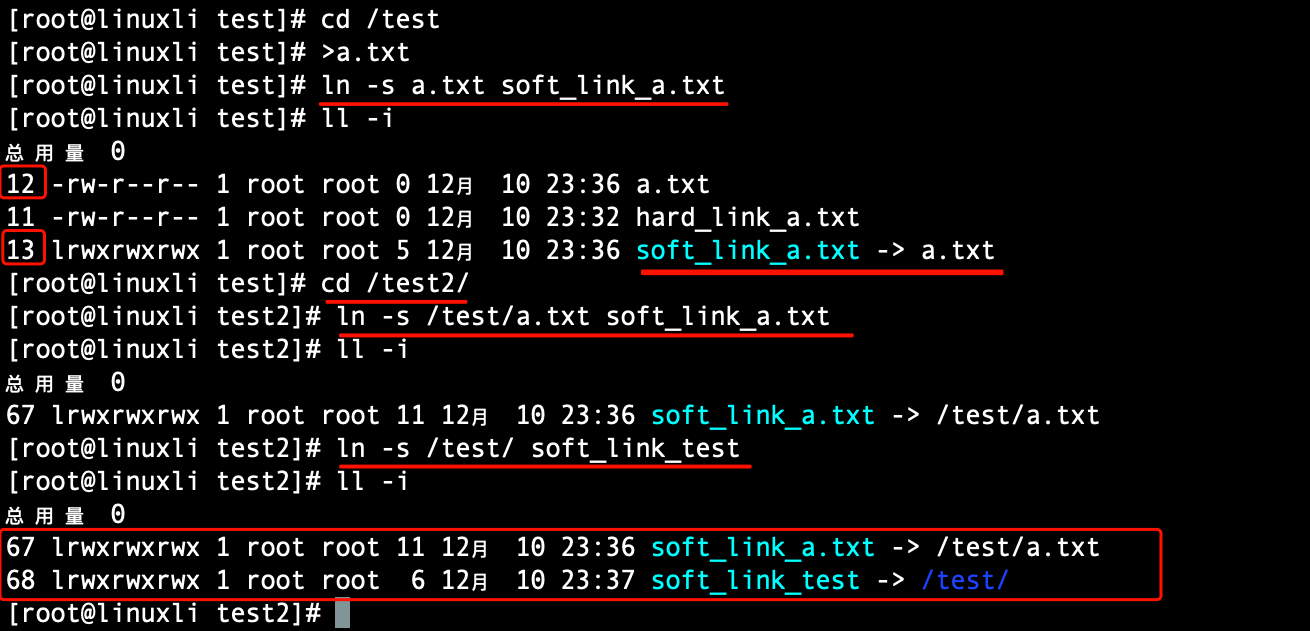 [root@linuxli test]# cd /test
[root@linuxli test]# >a.txt
[root@linuxli test]# ln -s a.txt soft_link_a.txt
[root@linuxli test]# ll -i
总用量 0
12 -rw-r--r-- 1 root root 0 12月  10 23:36 a.txt
11 -rw-r--r-- 1 root root 0 12月  10 23:32 hard_link_a.txt
13 lrwxrwxrwx 1 root root 5 12月  10 23:36 soft_link_a.txt -> a.txt
[root@linuxli test]# cd /test2/
[root@linuxli test2]# ln -s /test/a.txt soft_link_a.txt
[root@linuxli test2]# ll -i
总用量 0
67 lrwxrwxrwx 1 root root 11 12月  10 23:36 soft_link_a.txt -> /test/a.txt
[root@linuxli test2]# ln -s /test/ soft_link_test
[root@linuxli test2]# ll -i
总用量 0
67 lrwxrwxrwx 1 root root 11 12月  10 23:36 soft_link_a.txt -> /test/a.txt
68 lrwxrwxrwx 1 root root  6 12月  10 23:37 soft_link_test -> /test/
[root@linuxli test2]#